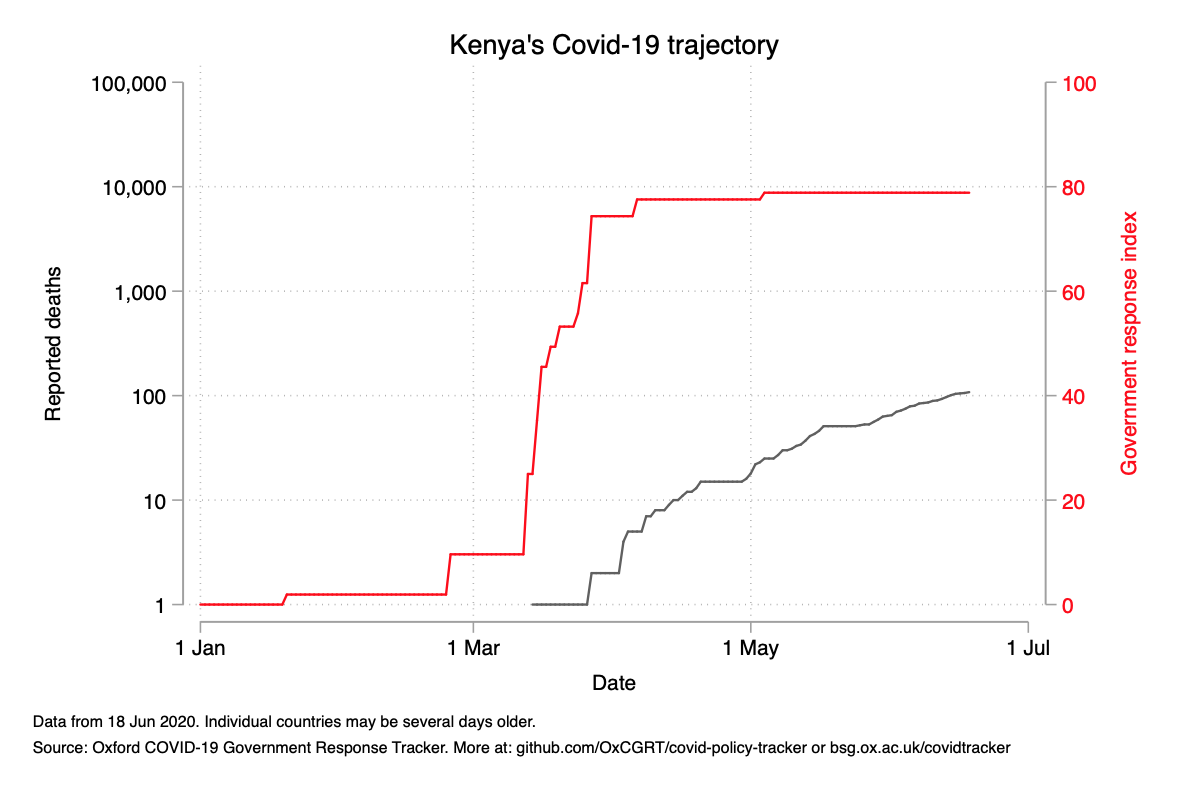 Kenya's Covid-19 trajectory
100,000
10,000
1,000
100
10
1
Reported deaths
100
80
60
40
20
0
Government response index
1 Jan
1 Mar
1 May
1 Jul
Date
Data from 18 Jun 2020. Individual countries may be several days older.
Source: Oxford COVID-19 Government Response Tracker. More at: github.com/OxCGRT/covid-policy-tracker or bsg.ox.ac.uk/covidtracker